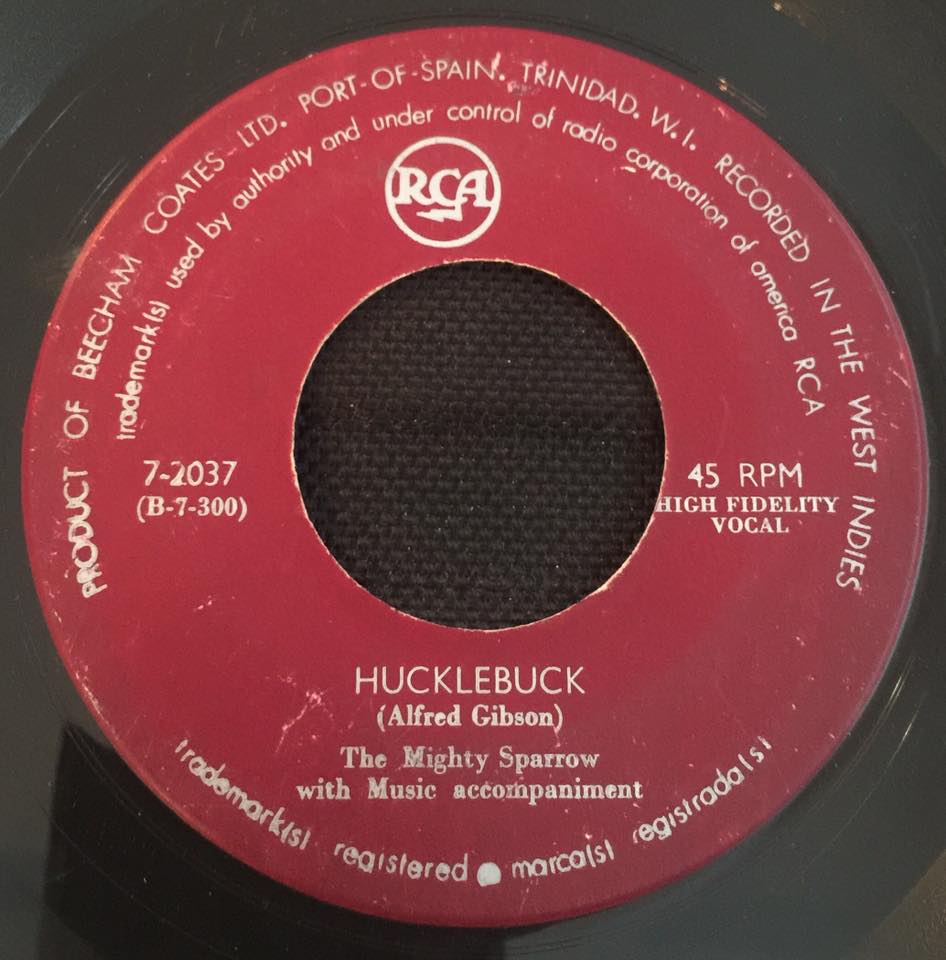 PRODUCT OF BEECHAM COATES LTD. PORT-OF-SPAIN. TRINIDAD. W.I. RECORDED IN THE WEST INDIES
trademark(s) used by authority and under control of radio corporation of america RCA
RCA
7-2037
(B-7-300)
45 RPM
HIGH FIDELITY
VOCAL
HUCKLEBUCK
(Alfred Gibson)
The Mighty Sparrow
with Music accompaniment
trademark(s) registered marca(s) registrada(s)